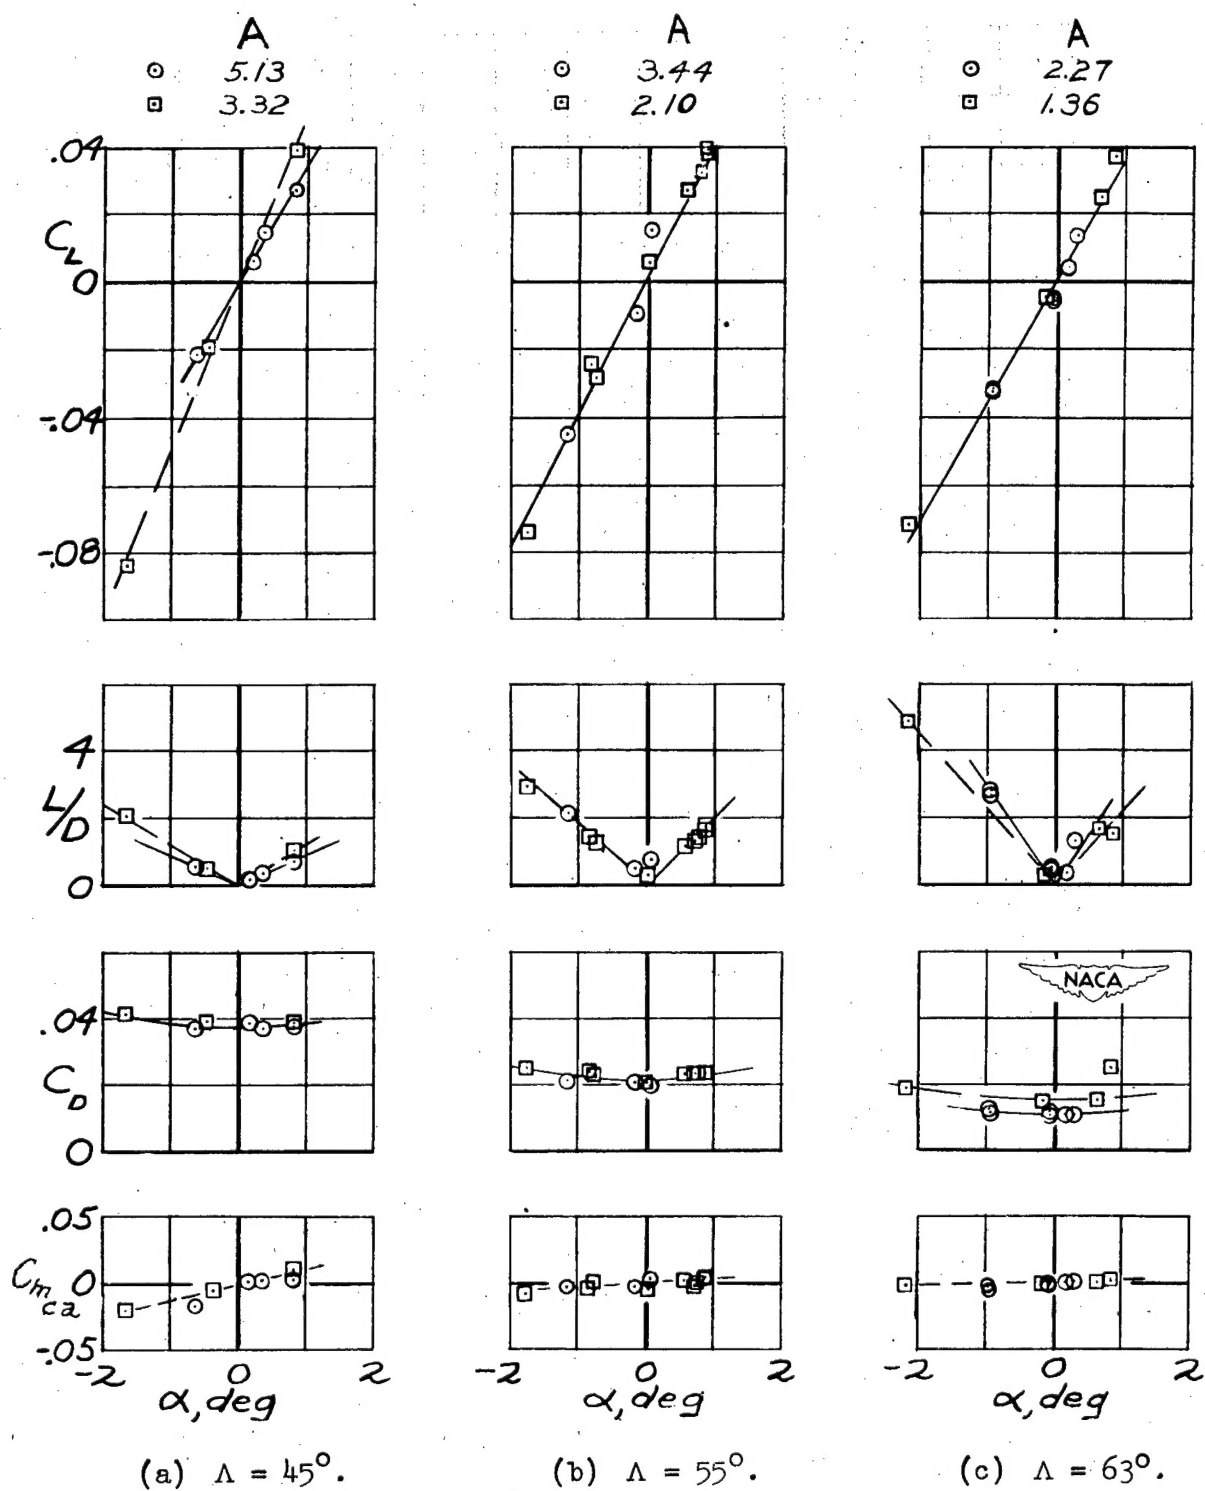 A A A
5.13 3.44 2.27
3.32 2.10 1.36
.04
C_L
0
-.04
-.08
4
L/D
0
NACA
.04
C_D
0
.05
C_m_ca 0
-.05
-2 0 2 -2 0 2 -2 0 2
α, deg α, deg α, deg
(a) Λ = 45°. (b) Λ = 55°. (c) Λ = 63°.